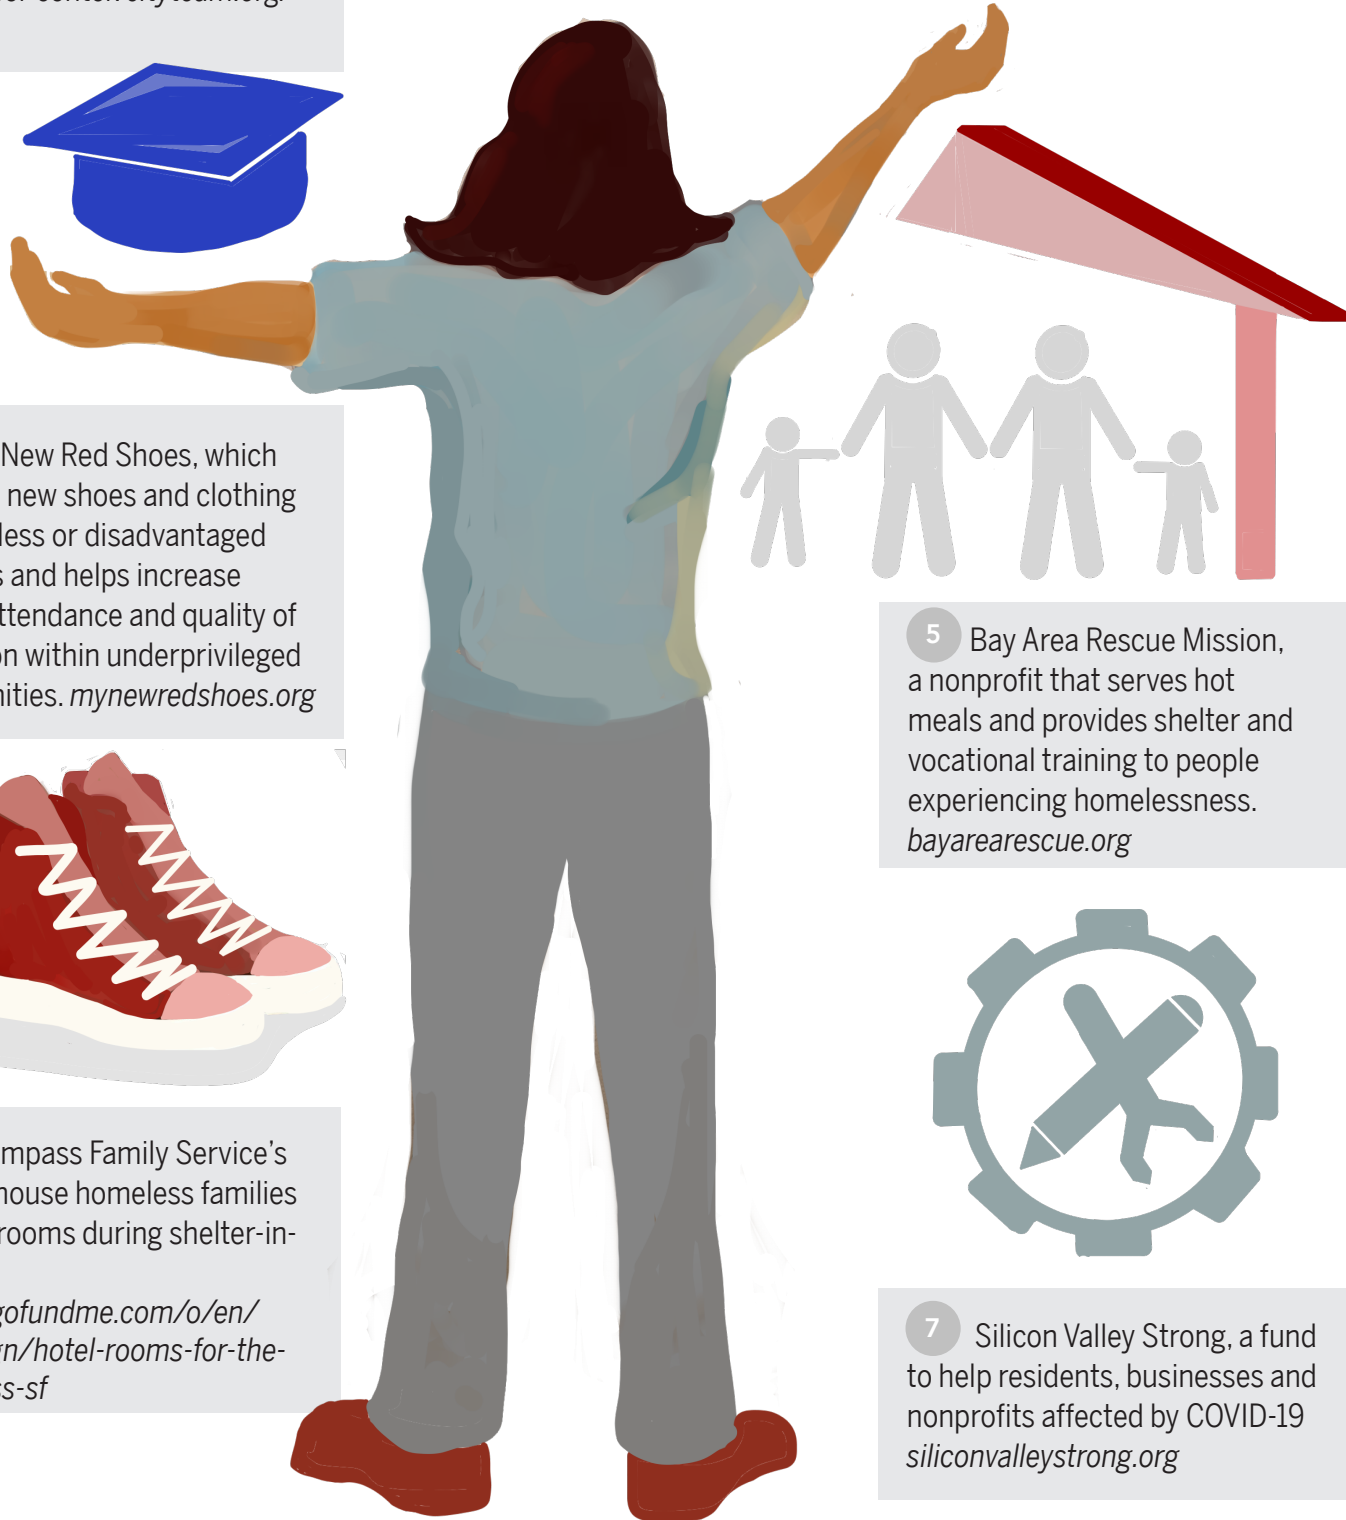 New Red Shoes, which
new shoes and clothing
or disadvantaged
and helps increase
and quality of
within underprivileged
mynewredshoes.org
5 Bay Area Rescue Mission,
a nonprofit that serves hot
meals and provides shelter and
vocational training to people
experiencing homelessness.
bayarearescue.org
Family Service's
house homeless families
rooms during shelter-in-
gofundme.com/o/en/
gn/hotel-rooms-for-the-
ss-sf
7 Silicon Valley Strong, a fund
to help residents, businesses and
nonprofits affected by COVID-19
siliconvalleystrong.org